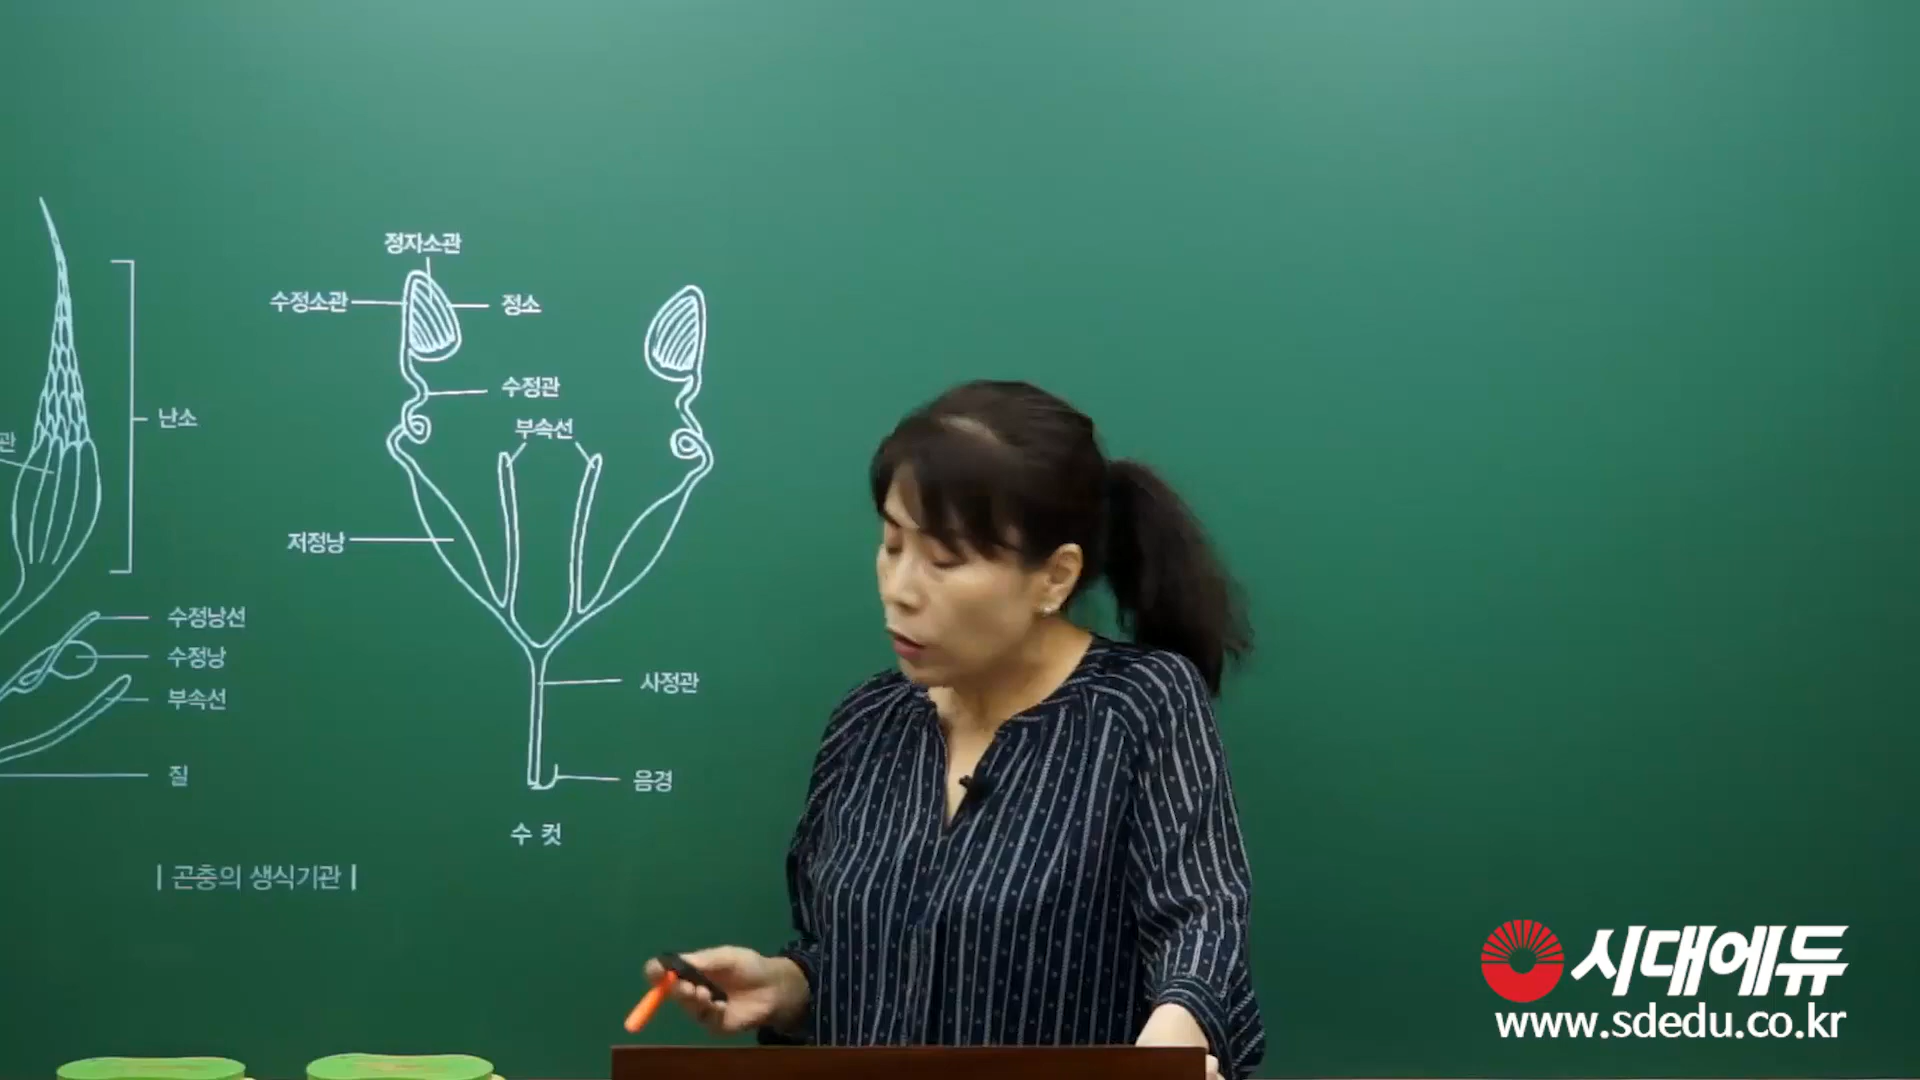 정자소관
수정소관
정소
수정관
부속선
관
난소
저정낭
수정낭선
수정낭
사정관
부속선
질
음경
수 컷
| 곤충의 생식기관 |
시대에듀
www.sdedu.co.kr